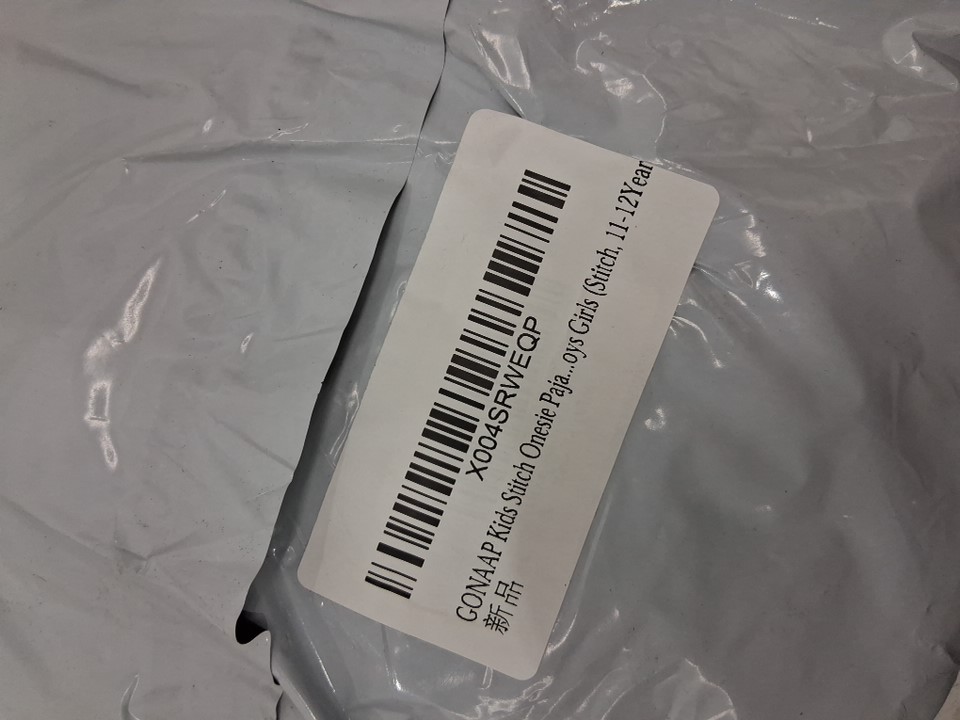 X004SRWEQP
GONAAP Kids Stitch Onesie Paja...oys Girls (Stitch, 11-12Year
新品